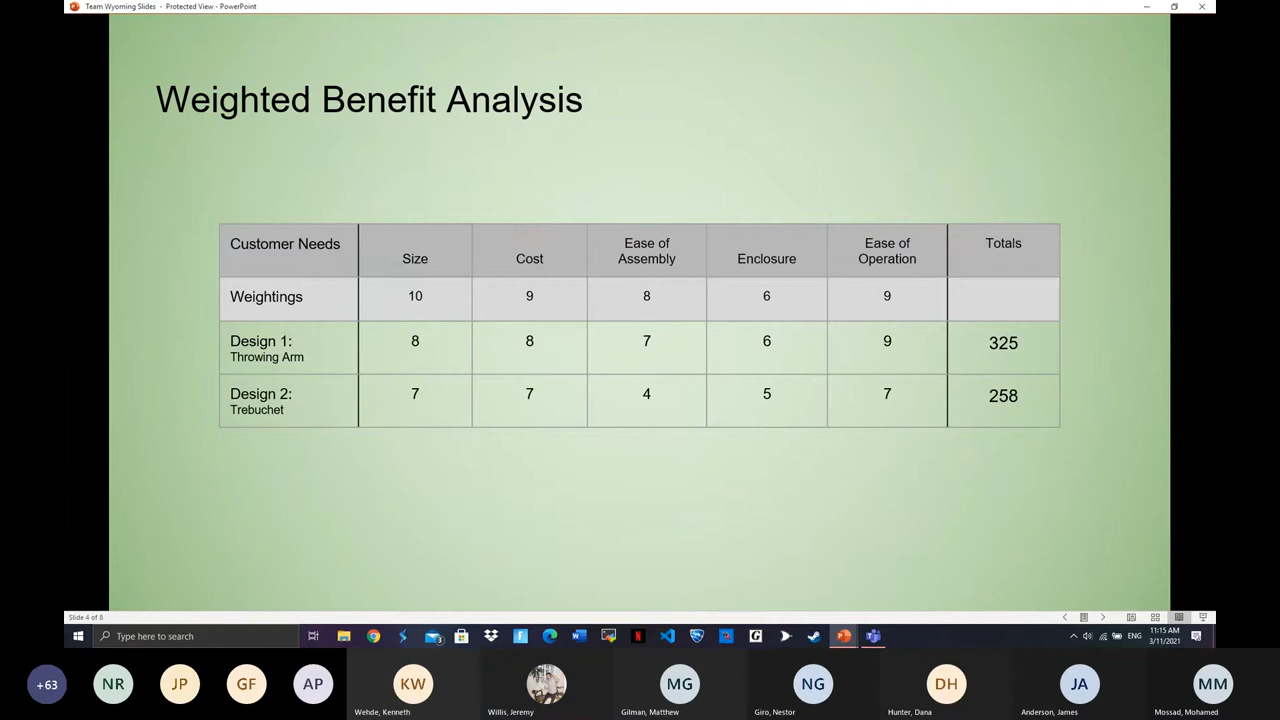 Team Wyoming Slides - Protected View - PowerPoint
Weighted Benefit Analysis
Customer Needs
Size
Cost
Ease of
Assembly
Enclosure
Ease of
Operation
Totals
Weightings
10
9
8
6
9
Design 1:
Throwing Arm
8
8
7
6
9
325
Design 2:
Trebuchet
7
7
4
5
7
258
Slide 4 of 8
Type here to search
3
ENG
11:15 AM
3/11/2021
+63
NR
JP
GF
AP
KW
MG
NG
DH
JA
MM
Wehde, Kenneth
Willis, Jeremy
Gilman, Matthew
Giro, Nestor
Hunter, Dana
Anderson, James
Mossad, Mohamed